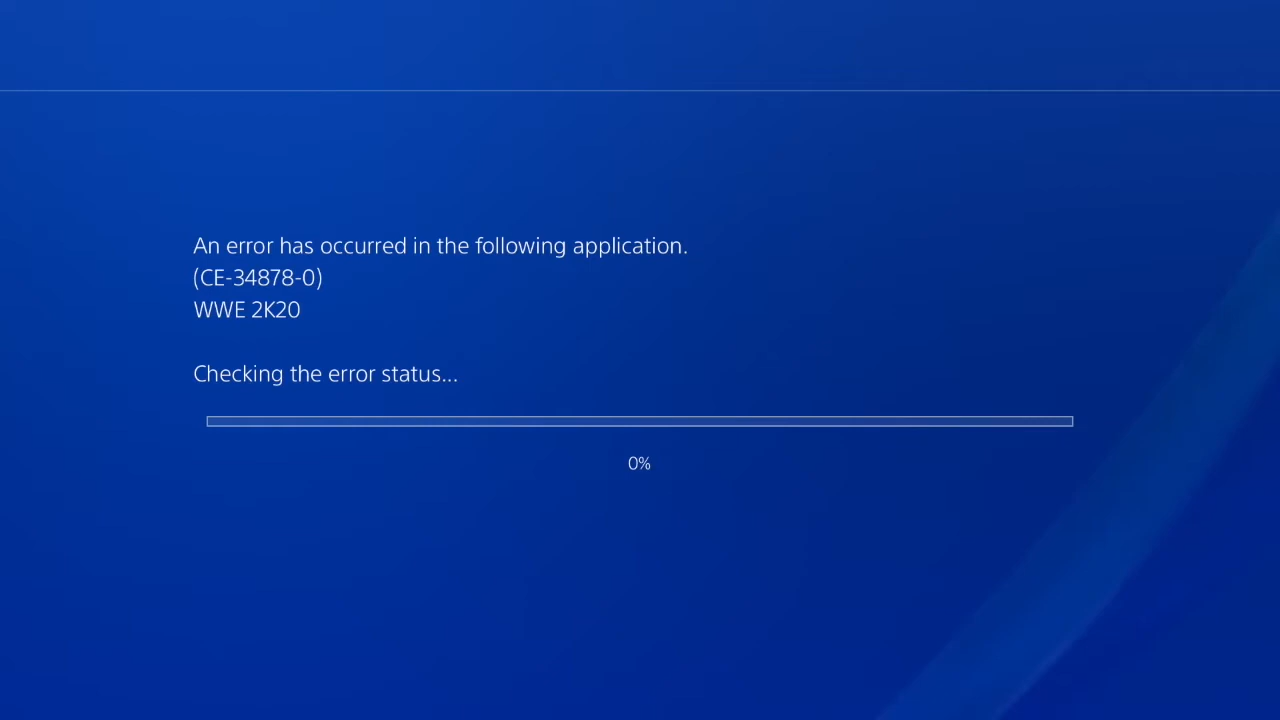 An error has occurred in the following application.
(CE-34878-0)
WWE 2K20
Checking the error status...
0%